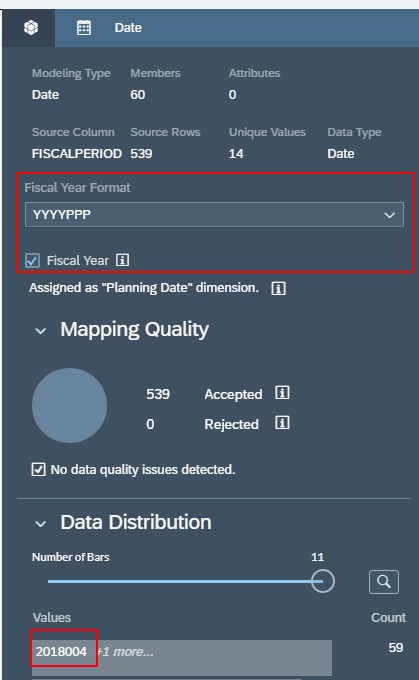 Date
Modeling Type Members Attributes
Date 60 0
Source Column Source Rows Unique Values Data Type
FISCALPERIOD 539 14 Date
Fiscal Year Format
YYYYPPP
Fiscal Year
Assigned as "Planning Date" dimension.
Mapping Quality
539 Accepted
0 Rejected
No data quality issues detected.
Data Distribution
Number of Bars 11
Values Count
2018004 +1 more... 59